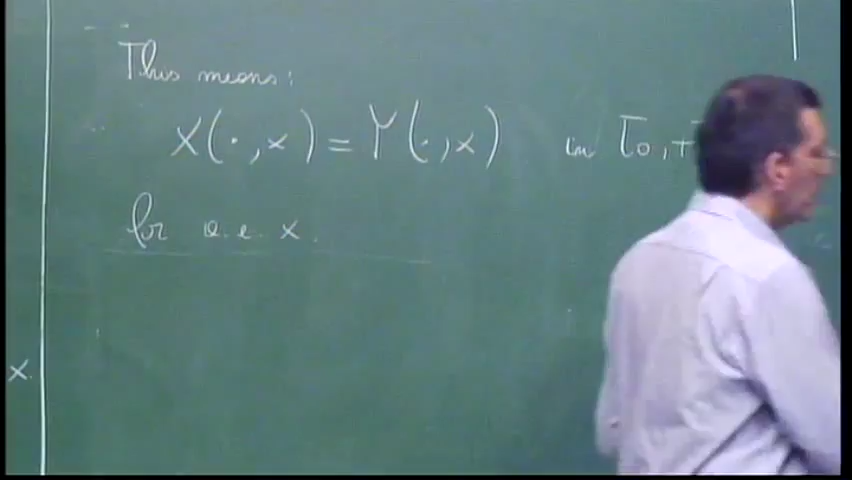 This means:
X(·,x) = Y(·,x) in [0,T]
for a.e. x.
x.